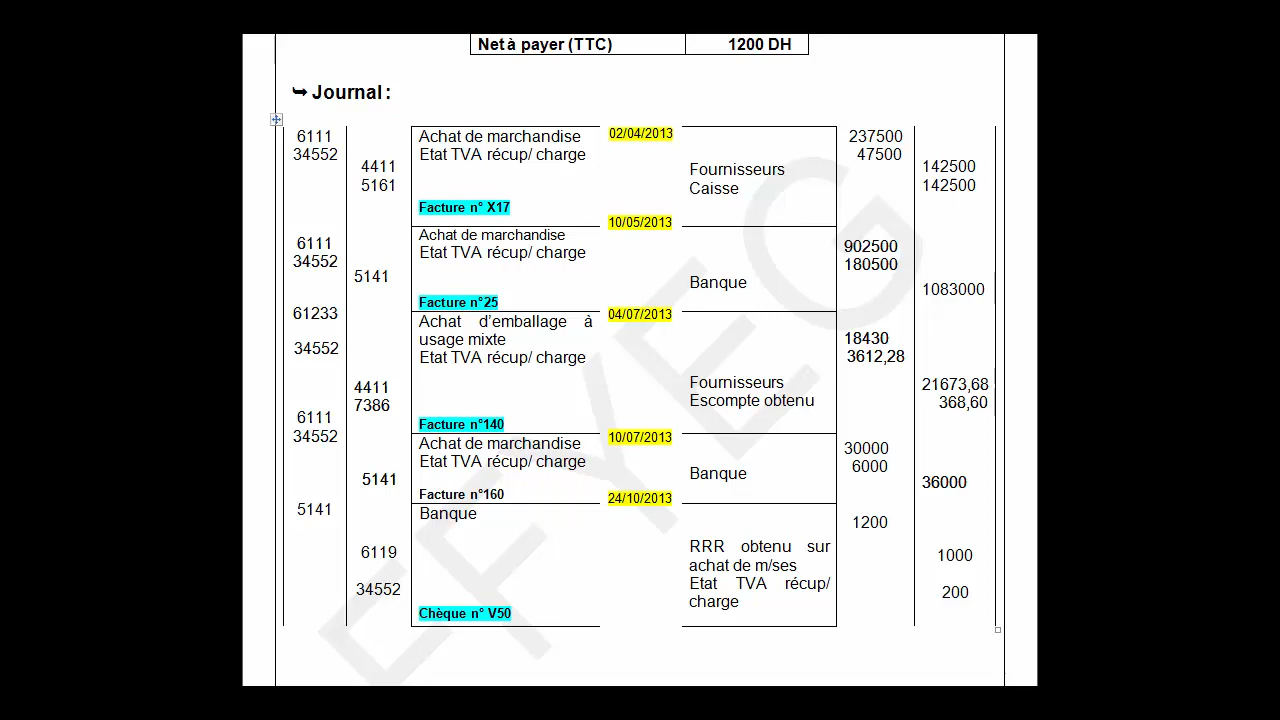 Net à payer (TTC) 1200 DH
➥ Journal :
02/04/2013
6111 Achat de marchandise 237500
34552 Etat TVA récup/ charge 47500
4411 Fournisseurs 142500
5161 Caisse 142500
Facture n° X17
10/05/2013
6111 Achat de marchandise 902500
34552 Etat TVA récup/ charge 180500
5141 Banque 1083000
Facture n°25
04/07/2013
61233 Achat d’emballage à
usage mixte 18430
34552 Etat TVA récup/ charge 3612,28
4411 Fournisseurs 21673,68
7386 Escompte obtenu 368,60
Facture n°140
10/07/2013
6111 Achat de marchandise 30000
34552 Etat TVA récup/ charge 6000
5141 Banque 36000
Facture n°160
24/10/2013
5141 Banque 1200
6119 RRR obtenu sur
achat de m/ses 1000
34552 Etat TVA récup/
charge 200
Chèque n° V50
EFYEG